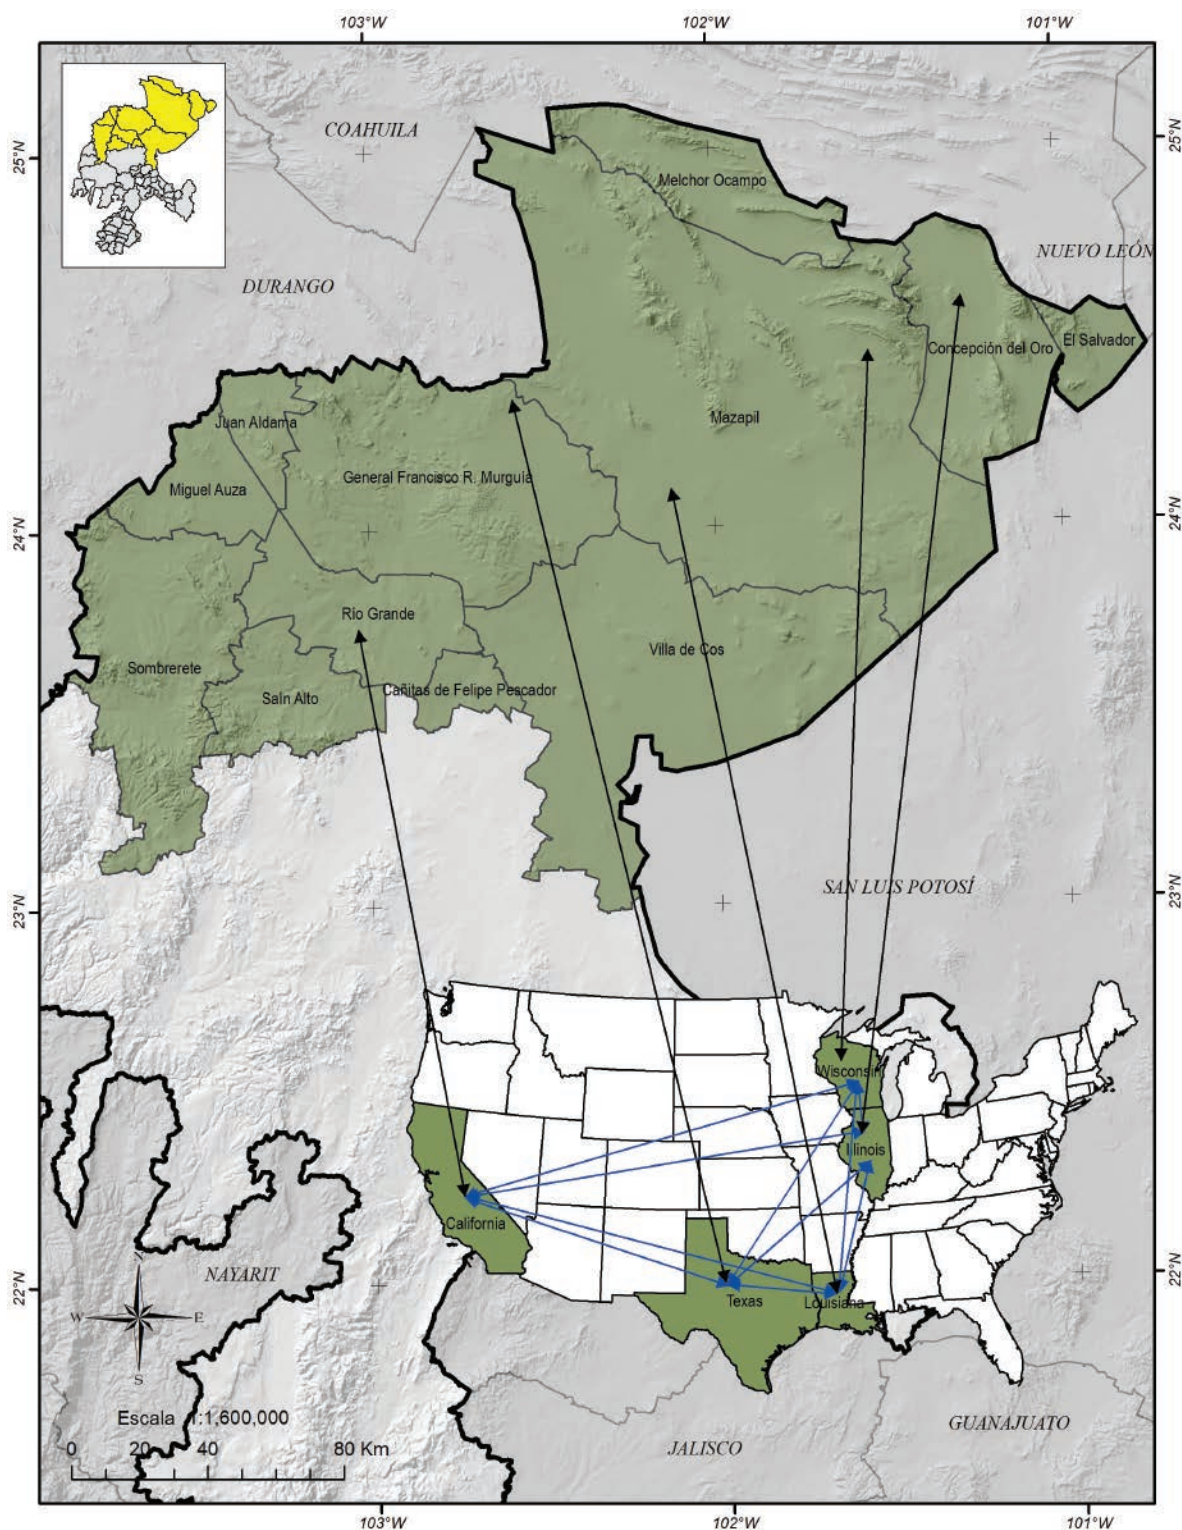 103°W
102°W
101°W
COAHUILA
25°N
25°N
Melchor Ocampo
NUEVO LEÓN
DURANGO
El Salvador
Concepción del Oro
Mazapil
Juan Aldama
General Francisco R. Murguía
Miguel Auza
24°N
24°N
Río Grande
Villa de Cos
Sombrerete
Cañitas de Felipe Pescador
Saín Alto
SAN LUIS POTOSÍ
23°N
23°N
Wisconsin
Illinois
California
NAYARIT
22°N
22°N
Texas
Louisiana
N
W
E
S
Escala 1:1,600,000
GUANAJUATO
JALISCO
0 20 40 80 Km
103°W
102°W
101°W